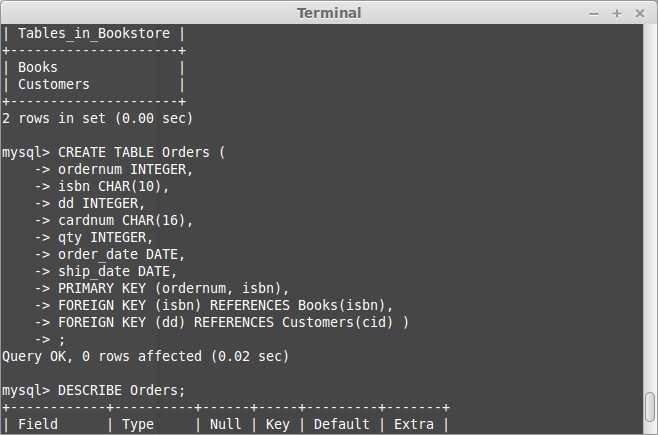 Terminal
| Tables_in_Bookstore |
+---------------------+
| Books               |
| Customers           |
+---------------------+
2 rows in set (0.00 sec)
mysql> CREATE TABLE Orders (
    -> ordernum INTEGER,
    -> isbn CHAR(10),
    -> dd INTEGER,
    -> cardnum CHAR(16),
    -> qty INTEGER,
    -> order_date DATE,
    -> ship_date DATE,
    -> PRIMARY KEY (ordernum, isbn),
    -> FOREIGN KEY (isbn) REFERENCES Books(isbn),
    -> FOREIGN KEY (dd) REFERENCES Customers(cid) )
    -> ;
Query OK, 0 rows affected (0.02 sec)
mysql> DESCRIBE Orders;
+------------+----------+------+-----+---------+-------+
| Field      | Type     | Null | Key | Default | Extra |